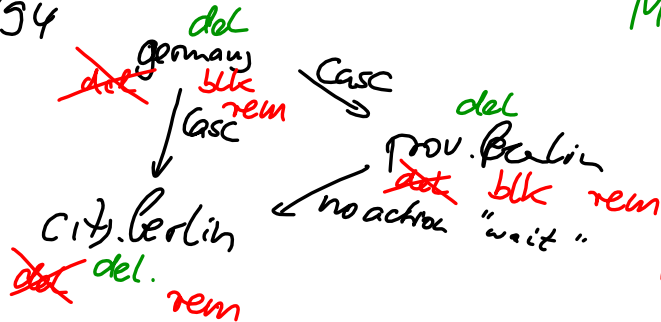 94 del M
germany casc
del blk
rem del
casc prov.Berlin
del blk rem
city.berlin no action "wait"
del del.
rem